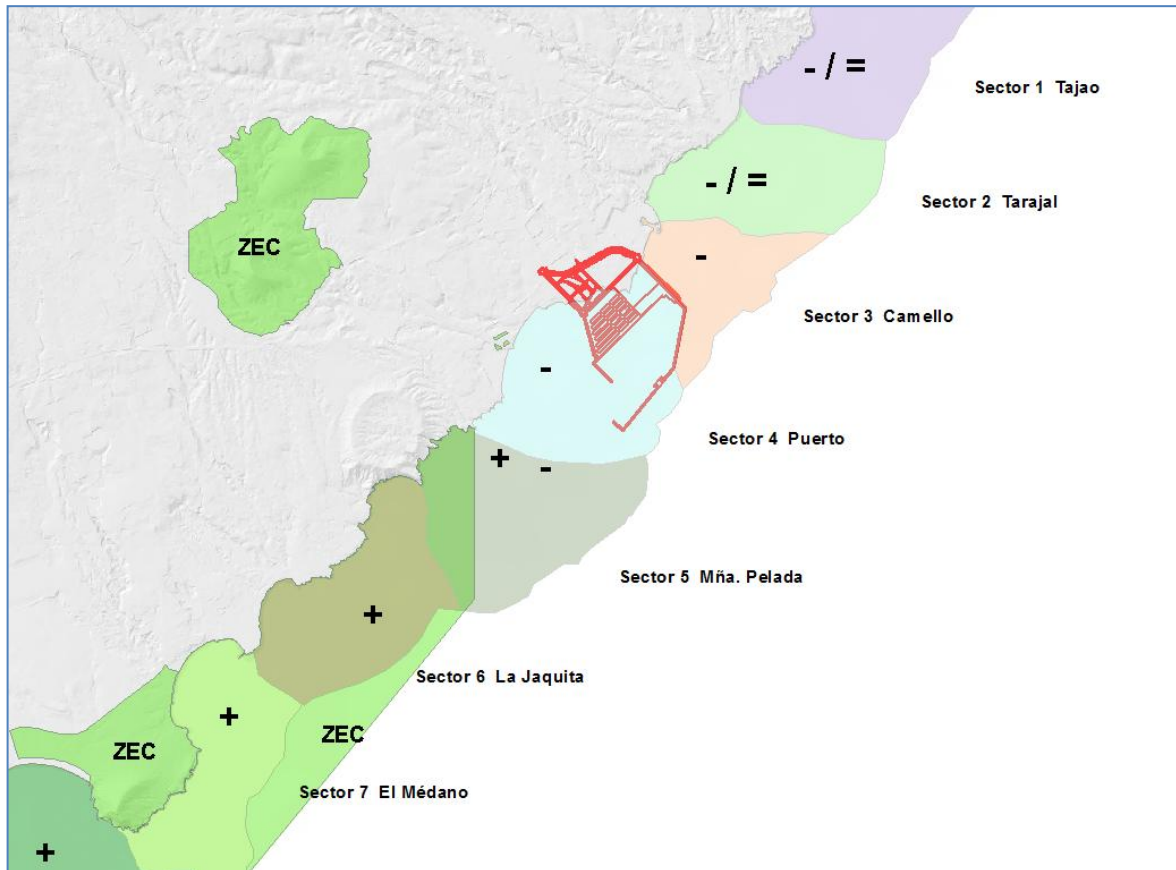 - / =
Sector 1  Tajao
- / =
Sector 2  Tarajal
ZEC
-
Sector 3  Camello
-
Sector 4  Puerto
+
-
Sector 5  Mña. Pelada
+
Sector 6  La Jaquita
+
ZEC
ZEC
Sector 7  El Médano
+